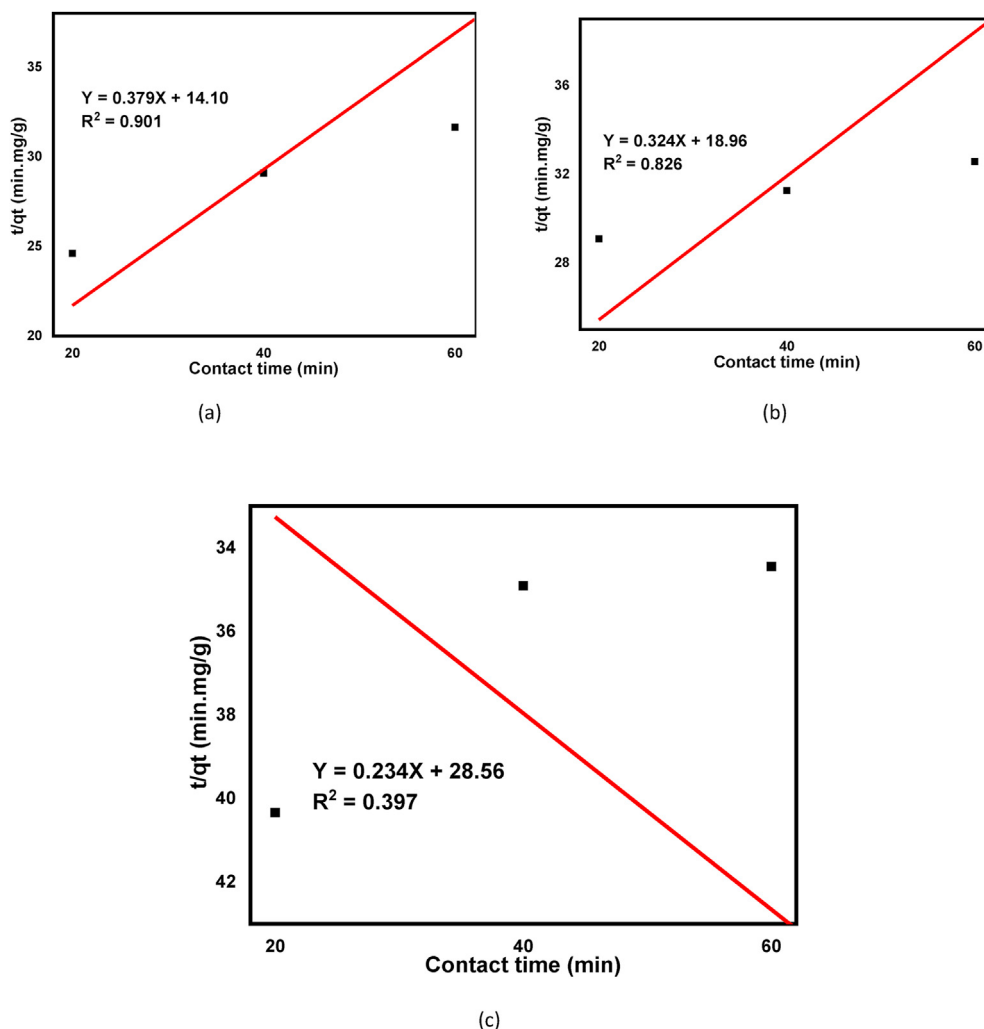 35
30
25
20
t/qt (min.mg/g)
Y = 0.379X + 14.10
R² = 0.901
20 40 60
Contact time (min)
(a)
36
32
28
t/qt (min.mg/g)
Y = 0.324X + 18.96
R² = 0.826
20 40 60
Contact time (min)
(b)
34
36
38
40
42
t/qt (min.mg/g)
Y = 0.234X + 28.56
R² = 0.397
20 40 60
Contact time (min)
(c)